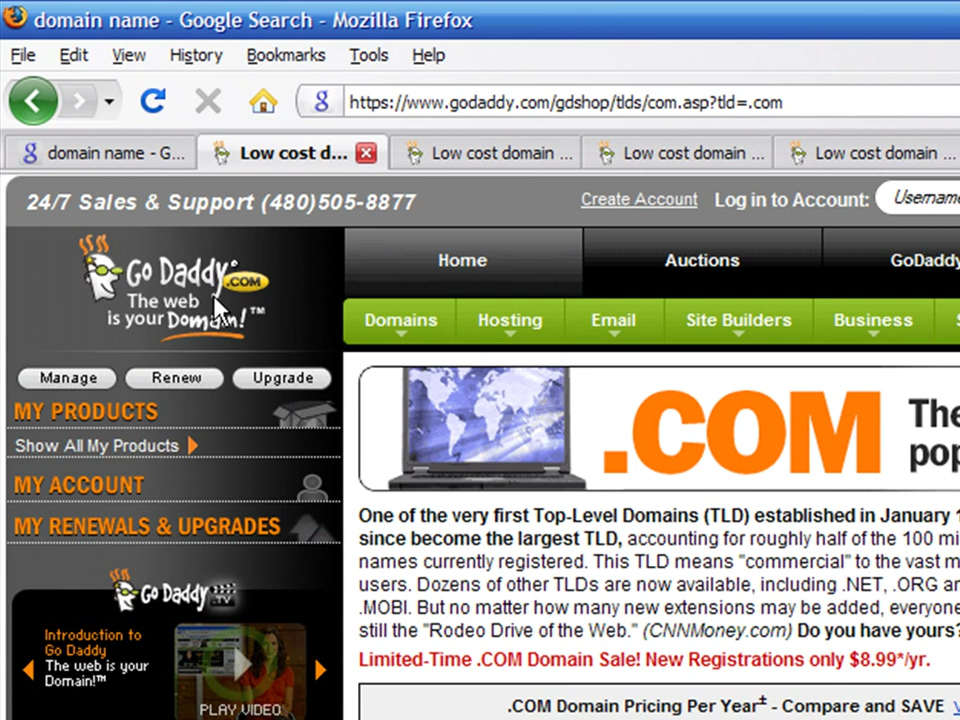 domain name - Google Search - Mozilla Firefox
File Edit View History Bookmarks Tools Help
https://www.godaddy.com/gdshop/tlds/com.asp?tld=.com
domain name - G... Low cost d... Low cost domain ... Low cost domain ... Low cost domain ...
24/7 Sales & Support (480)505-8877 Create Account Log in to Account: Username
Go Daddy .COM
The web
is your Domain!™
Home Auctions GoDaddy
Domains Hosting Email Site Builders Business
Manage Renew Upgrade
MY PRODUCTS
Show All My Products
MY ACCOUNT
MY RENEWALS & UPGRADES
Go Daddy TV
Introduction to
Go Daddy
The web is your
Domain!™
PLAY VIDEO
.COM The
pop
One of the very first Top-Level Domains (TLD) established in January 1
since become the largest TLD, accounting for roughly half of the 100 mi
names currently registered. This TLD means "commercial" to the vast m
users. Dozens of other TLDs are now available, including .NET, .ORG an
.MOBI. But no matter how many new extensions may be added, everyone
still the "Rodeo Drive of the Web." (CNNMoney.com) Do you have yours?
Limited-Time .COM Domain Sale! New Registrations only $8.99*/yr.
.COM Domain Pricing Per Year± - Compare and SAVE